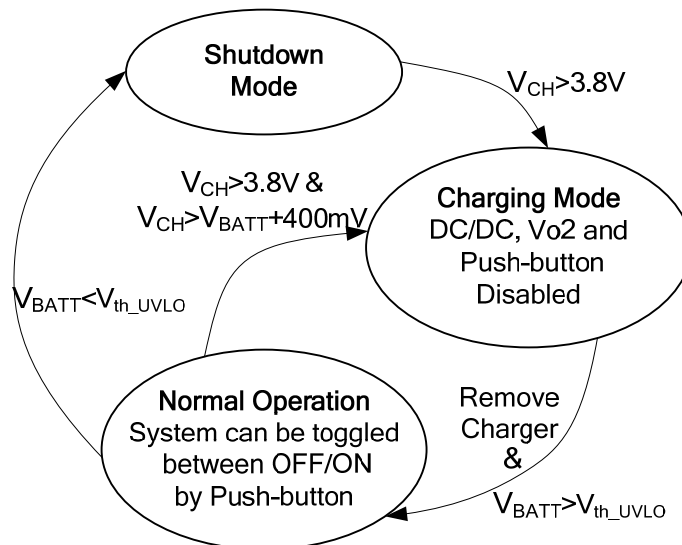 Shutdown
Mode
V_CH>3.8V
V_CH>3.8V &
V_CH>V_BATT+400mV
Charging Mode
DC/DC, Vo2 and
Push-button
Disabled
V_BATT<V_th_UVLO
Normal Operation
System can be toggled
between OFF/ON
by Push-button
Remove
Charger
&
V_BATT>V_th_UVLO